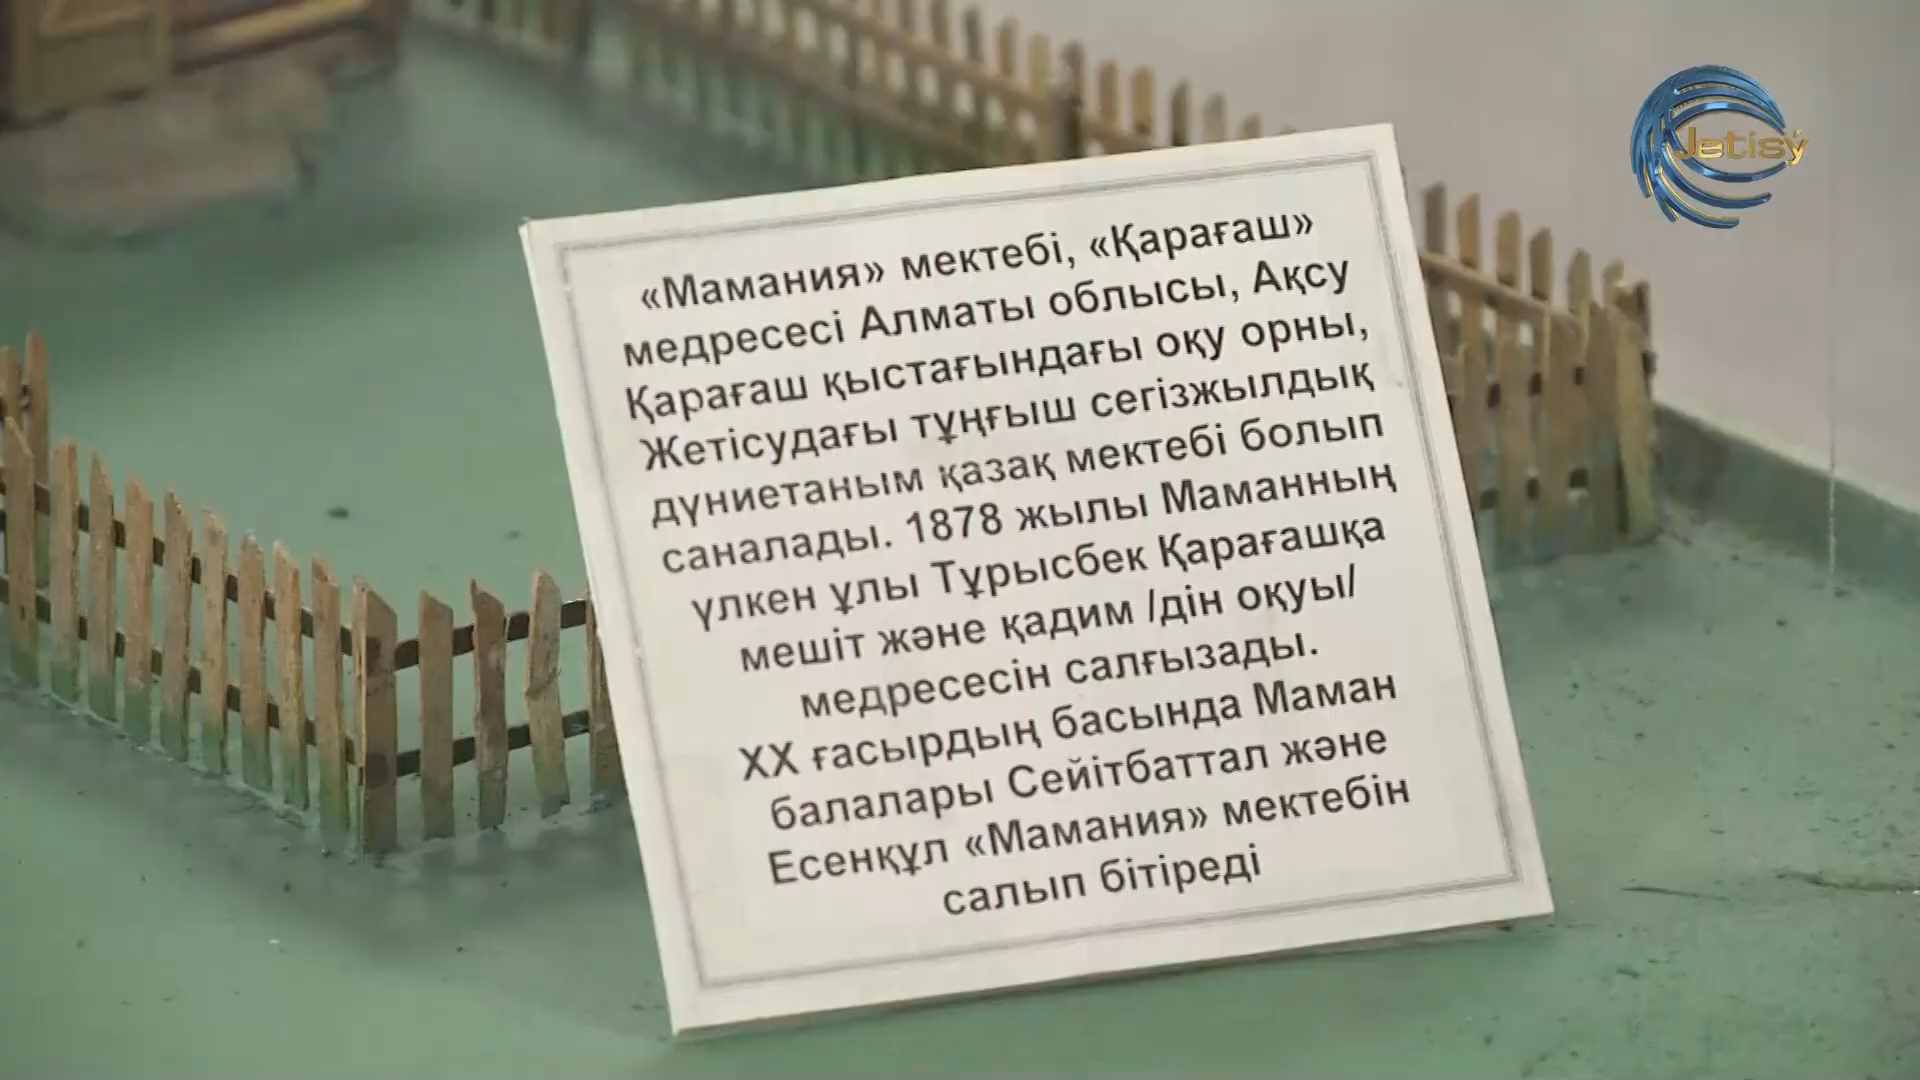 Jetisý
«Мамания» мектебі, «Қарағаш»
медресесі Алматы облысы, Ақсу
Қарағаш қыстағындағы оқу орны,
Жетісудағы тұңғыш сегізжылдық
дүниетаным қазақ мектебі болып
саналады. 1878 жылы Маманның
үлкен ұлы Тұрысбек Қарағашқа
мешіт және қадим /дін оқуы/
медресесін салғызады.
ХХ ғасырдың басында Маман
балалары Сейітбаттал және
Есенқұл «Мамания» мектебін
салып бітіреді